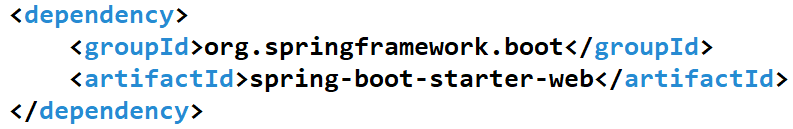 <dependency>
    <groupId>org.springframework.boot</groupId>
    <artifactId>spring-boot-starter-web</artifactId>
</dependency>